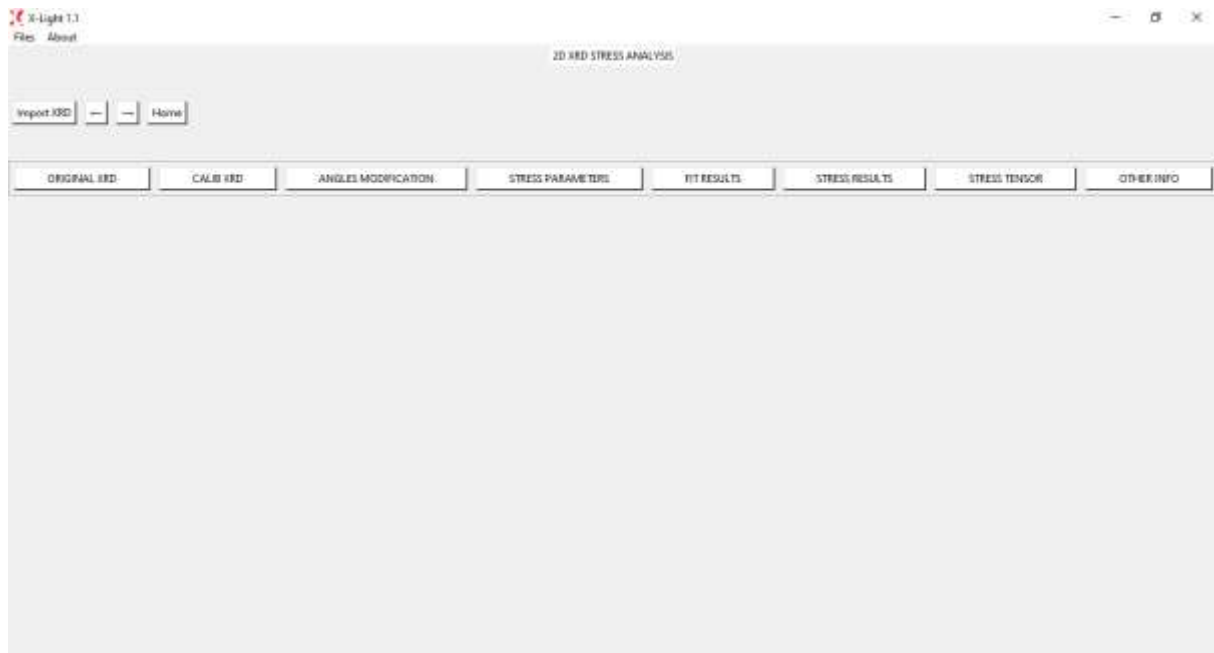 X-Light 1.1
Files About
2D XRD STRESS ANALYSIS
Import XRD ← → Home
ORIGINAL XRD CALIB XRD ANGLES MODIFICATION STRESS PARAMETERS FIT RESULTS STRESS RESULTS STRESS TENSOR OTHER INFO